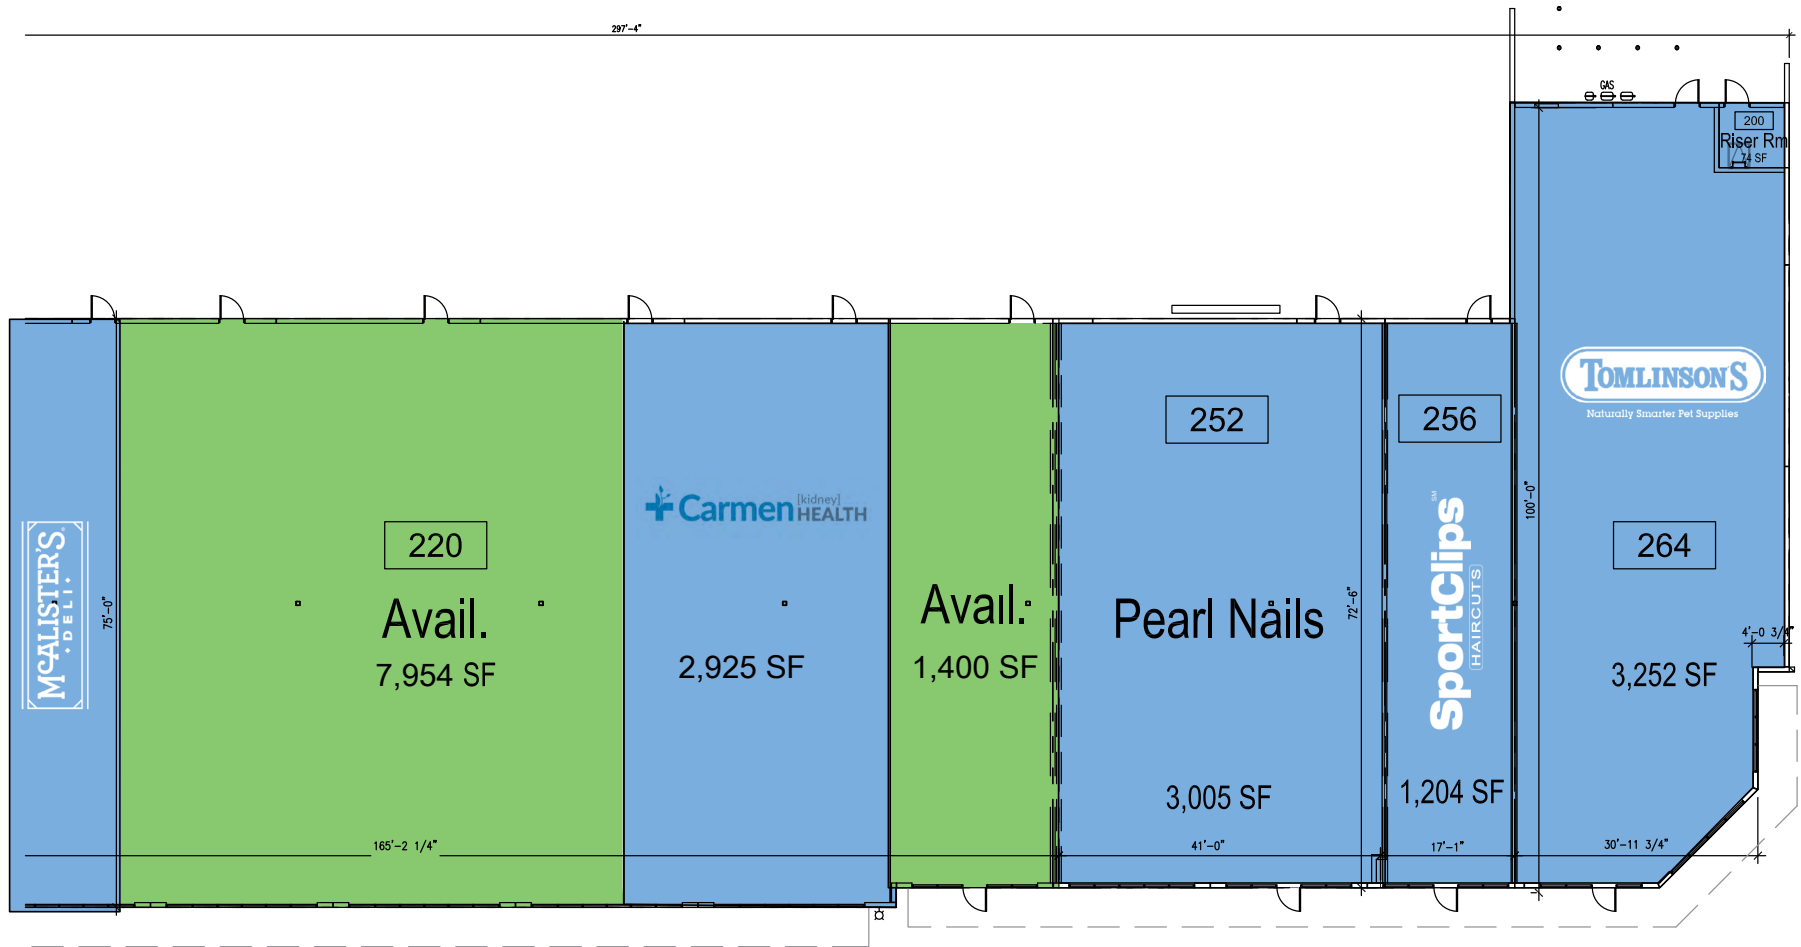 297'-4"
GAS
200
Riser Rm
74 SF
TOMLINSON'S
Naturally Smarter Pet Supplies
252
256
100'-0"
Carmen [kidney] HEALTH
220
264
McALISTER'S
DELI
75'-0"
Avail.
7,954 SF
2,925 SF
Avail.
1,400 SF
Pearl Nails
72'-6"
SportClips SM
HAIRCUTS
4'-0 3/4"
3,252 SF
3,005 SF
1,204 SF
165'-2 1/4"
41'-0"
17'-1"
30'-11 3/4"